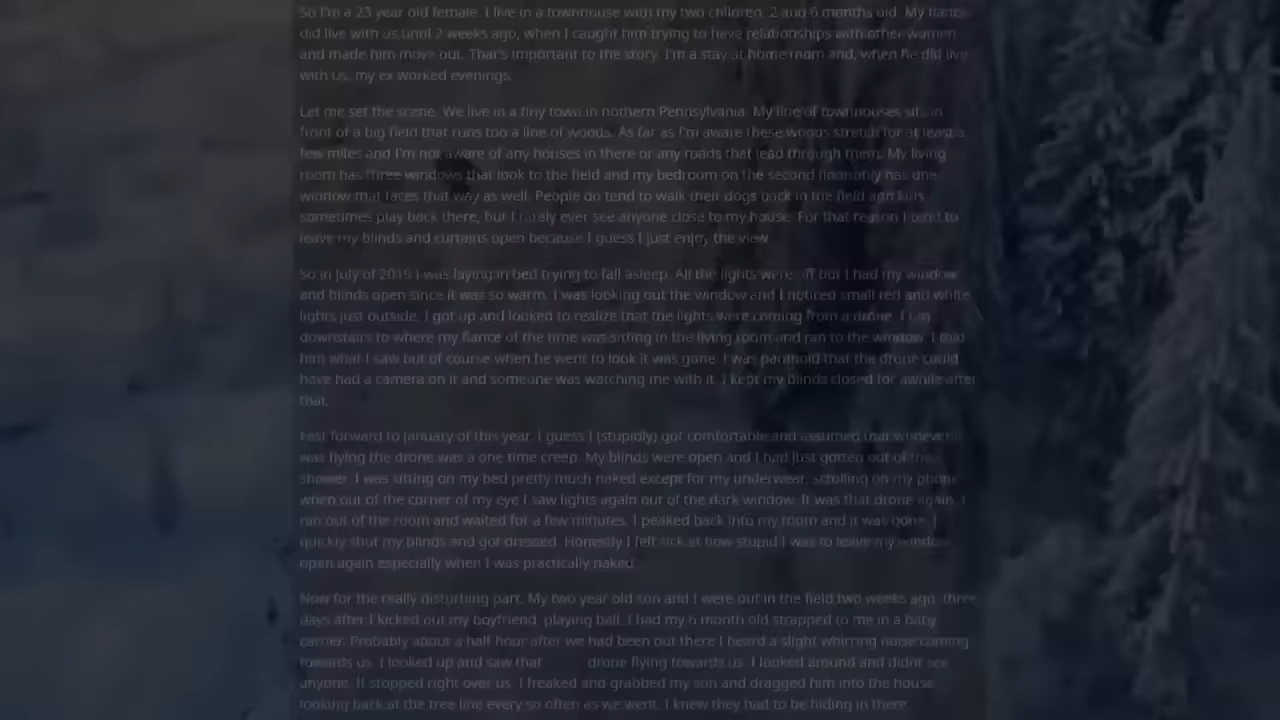 So I'm a 23 year old female. I live in a townhouse with my two children, 2 and 6 months old. My fiance
did live with us until 2 weeks ago, when I caught him trying to have relationships with other women
and made him move out. That's important to the story. I'm a stay at home mom and, when he did live
with us, my ex worked evenings.
Let me set the scene. We live in a tiny town in nothern Pennsylvania. My line of townhouses sits in
front of a big field that runs too a line of woods. As far as I'm aware these woods stretch for at least a
few miles and I'm not aware of any houses in there or any roads that lead through them. My living
room has three windows that look to the field and my bedroom on the second floor only has one
window that faces that way as well. People do tend to walk their dogs back in the field and kids
sometimes play back there, but I rarely ever see anyone close to my house. For that reason I tend to
leave my blinds and curtains open because I guess I just enjoy the view.
So in July of 2019 I was laying in bed trying to fall asleep. All the lights were off but I had my window
and blinds open since it was so warm. I was looking out the window and I noticed small red and white
lights just outside. I got up and looked to realize that the lights were coming from a drone. I ran
downstairs to where my fiance of the time was sitting in the living room and ran to the window. I told
him what I saw but of course when he went to look it was gone. I was paranoid that the drone could
have had a camera on it and someone was watching me with it. I kept my blinds closed for awhile after
that.
Fast forward to January of this year. I guess I (stupidly) got comfortable and assumed that whoever
was flying the drone was a one time creep. My blinds were open and I had just gotten out of the
shower. I was sitting on my bed pretty much naked except for my underwear, scrolling on my phone
when out of the corner of my eye I saw lights again out of the dark window. It was that drone again. I
ran out of the room and waited for a few minutes. I peaked back into my room and it was gone. I
quickly shut my blinds and got dressed. Honestly I felt sick at how stupid I was to leave my window
open again especially when I was practically naked.
Now for the really disturbing part. My two year old son and I were out in the field two weeks ago, three
days after I kicked out my boyfriend, playing ball. I had my 6 month old strapped to me in a baby
carrier. Probably about a half hour after we had been out there I heard a slight whirring noise coming
towards us. I looked up and saw that drone flying towards us. I looked around and didn't see
anyone. It stopped right over us. I freaked and grabbed my son and dragged him into the house
looking back at the tree line every so often as we went. I knew they had to be hiding in there